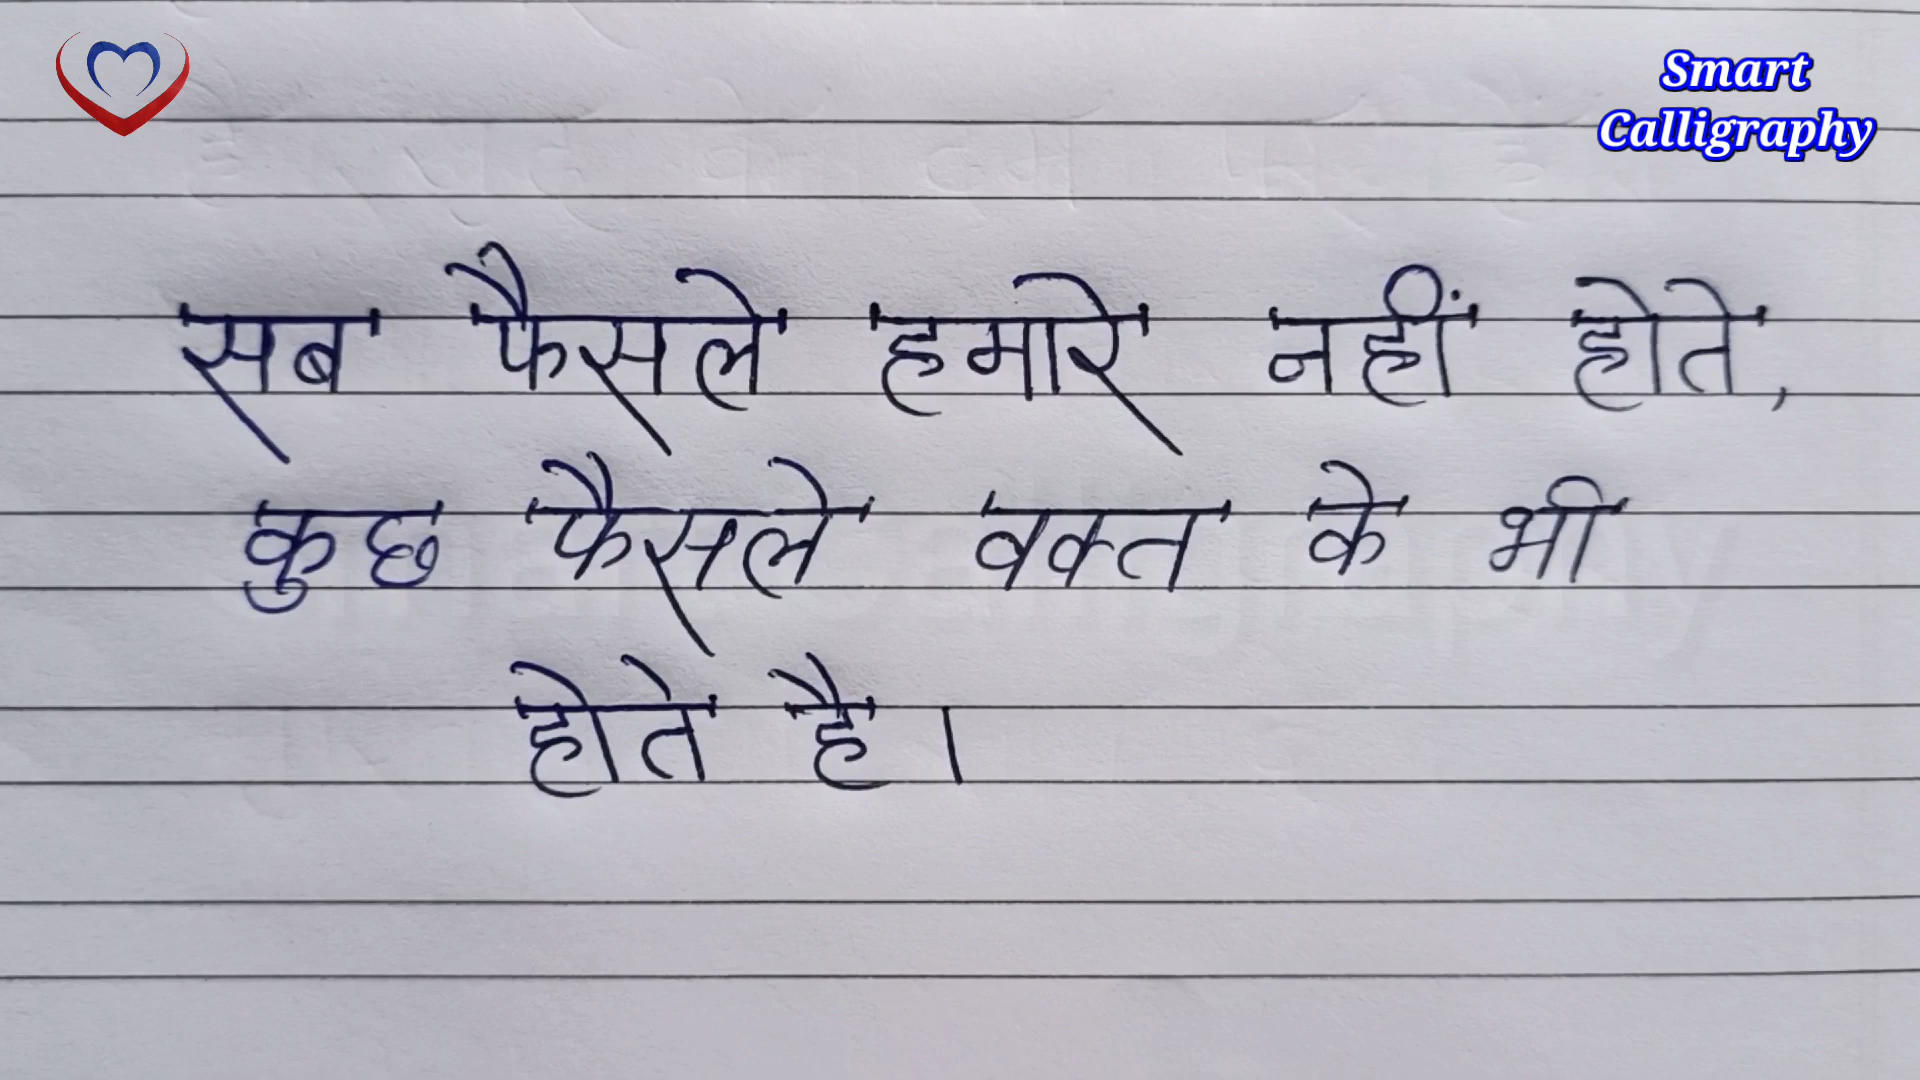 Smart
Calligraphy
सब फैसले हमारे नहीं होते,
कुछ फैसले वक्त के भी
होते है।